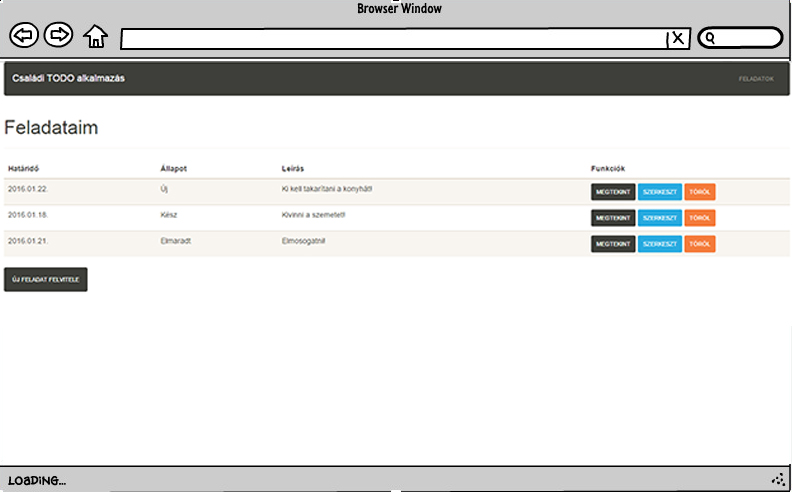 Browser Window
X
Családi TODO alkalmazás FELADATOK
Feladataim
Határidő Állapot Leírás Funkciók
2016.01.22. Új Ki kell takarítani a konyhát! MEGTEKINT SZERKESZT TÖRÖL
2016.01.18. Kész Kivinni a szemetet! MEGTEKINT SZERKESZT TÖRÖL
2016.01.21. Elmaradt Elmosogatni! MEGTEKINT SZERKESZT TÖRÖL
ÚJ FELADAT FELVITELE
LOADING...